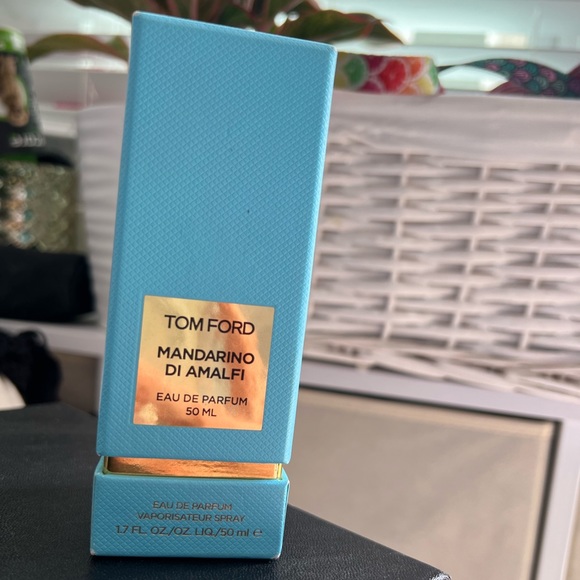 TOM FORD
MANDARINO
DI AMALFI
EAU DE PARFUM
50 ML
EAU DE PARFUM
VAPORISATEUR SPRAY
1.7 FL. OZ./OZ. LIQ./50 ml e